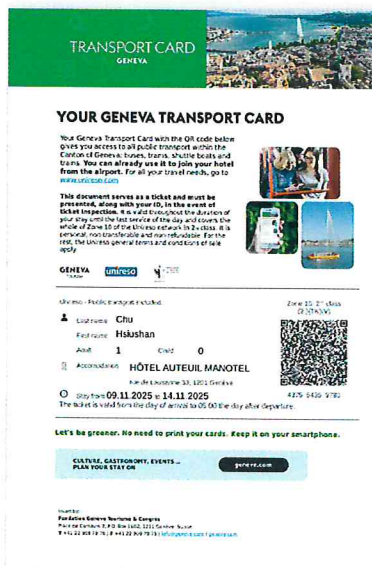 TRANSPORT CARD
GENEVA
YOUR GENEVA TRANSPORT CARD
Your Geneva Transport Card with the QR code below
gives you access to all public transport within the
Canton of Geneva: buses, trams, shuttle boats and
trains. You can already use it to join your hotel
from the airport. For all your travel needs, go to
www.unireso.com
This document serves as a ticket and must be
presented, along with your ID, in the event of
ticket inspection. It is valid throughout the duration of
your stay until the last service of the day and covers
the whole of Zone 10 of the Unireso network in 2nd class. It is
personal, non transferable and non refundable. For the
rest, the Unireso general terms and conditions of sale
apply.
GENEVA
unireso
Unireso - Public transport included
Zone 10, 2nd class
Last name Chu
First name Hsiushan
Adult 1 Child 0
Accomodation HÔTEL AUTEUIL MANOTEL
Rue de Lausanne 33, 1201 Genève
Stay from 09.11.2025 to 14.11.2025
The ticket is valid from the day of arrival to 05:00 the day after departure.
Let's be greener. No need to print your cards. Keep it on your smartphone.
CULTURE, GASTRONOMY, EVENTS ...
PLAN YOUR STAY ON
geneve.com
Fondation Genève Tourisme & Congrès